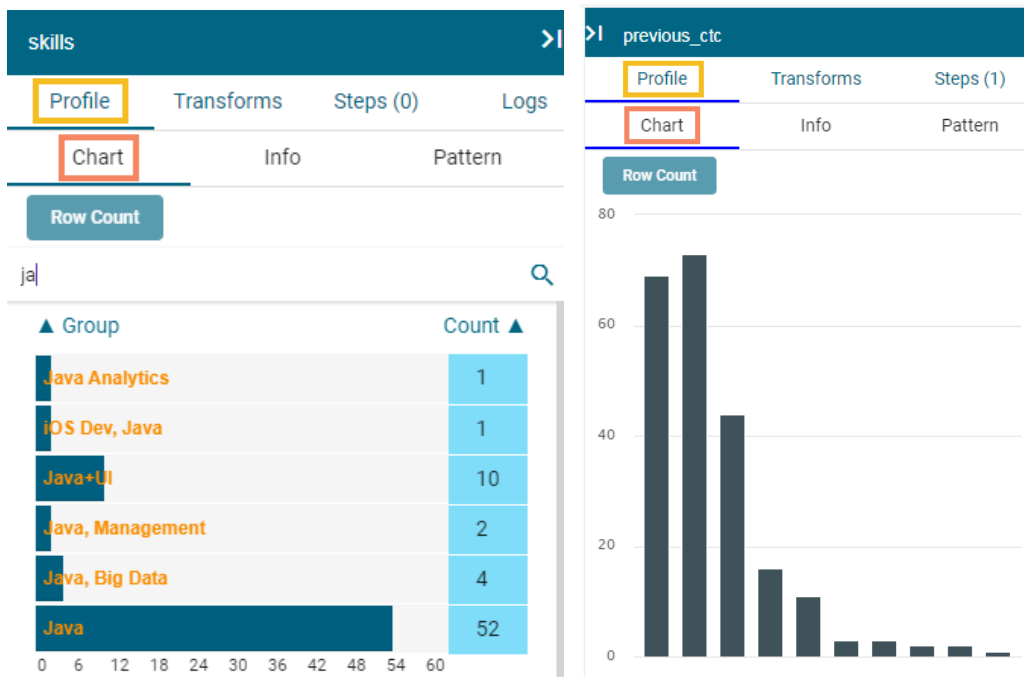 skills
Profile Transforms Steps (0) Logs
Chart Info Pattern
Row Count
ja
▲ Group Count ▲
Java Analytics 1
iOS Dev, Java 1
Java+UI 10
Java, Management 2
Java, Big Data 4
Java 52
0 6 12 18 24 30 36 42 48 54 60
previous_ctc
Profile Transforms Steps (1)
Chart Info Pattern
Row Count
80
60
40
20
0